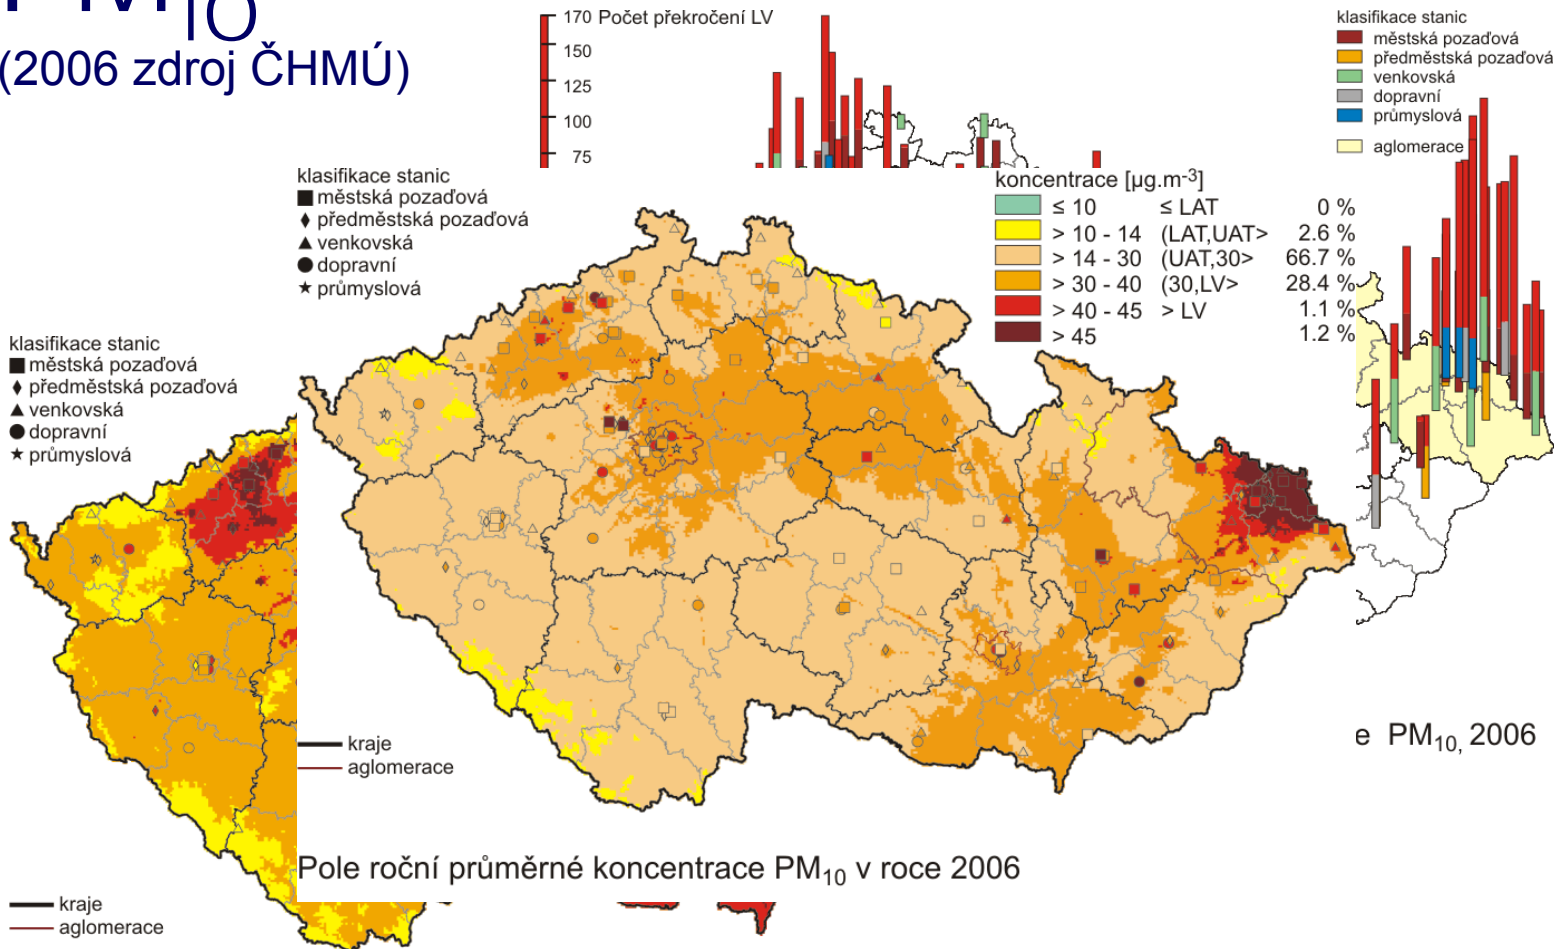 PM10
(2006 zdroj ČHMÚ)
170 Počet překročení LV
150
125
100
75
klasifikace stanic
městská pozaďová
předměstská pozaďová
venkovská
dopravní
průmyslová
aglomerace
klasifikace stanic
městská pozaďová
předměstská pozaďová
venkovská
dopravní
průmyslová
koncentrace [µg.m-3]
≤ 10 ≤ LAT 0 %
> 10 - 14 (LAT,UAT> 2.6 %
> 14 - 30 (UAT,30> 66.7 %
> 30 - 40 (30,LV> 28.4 %
> 40 - 45 > LV 1.1 %
> 45 1.2 %
klasifikace stanic
městská pozaďová
předměstská pozaďová
venkovská
dopravní
průmyslová
kraje
aglomerace
e PM10, 2006
Pole roční průměrné koncentrace PM10 v roce 2006
kraje
aglomerace